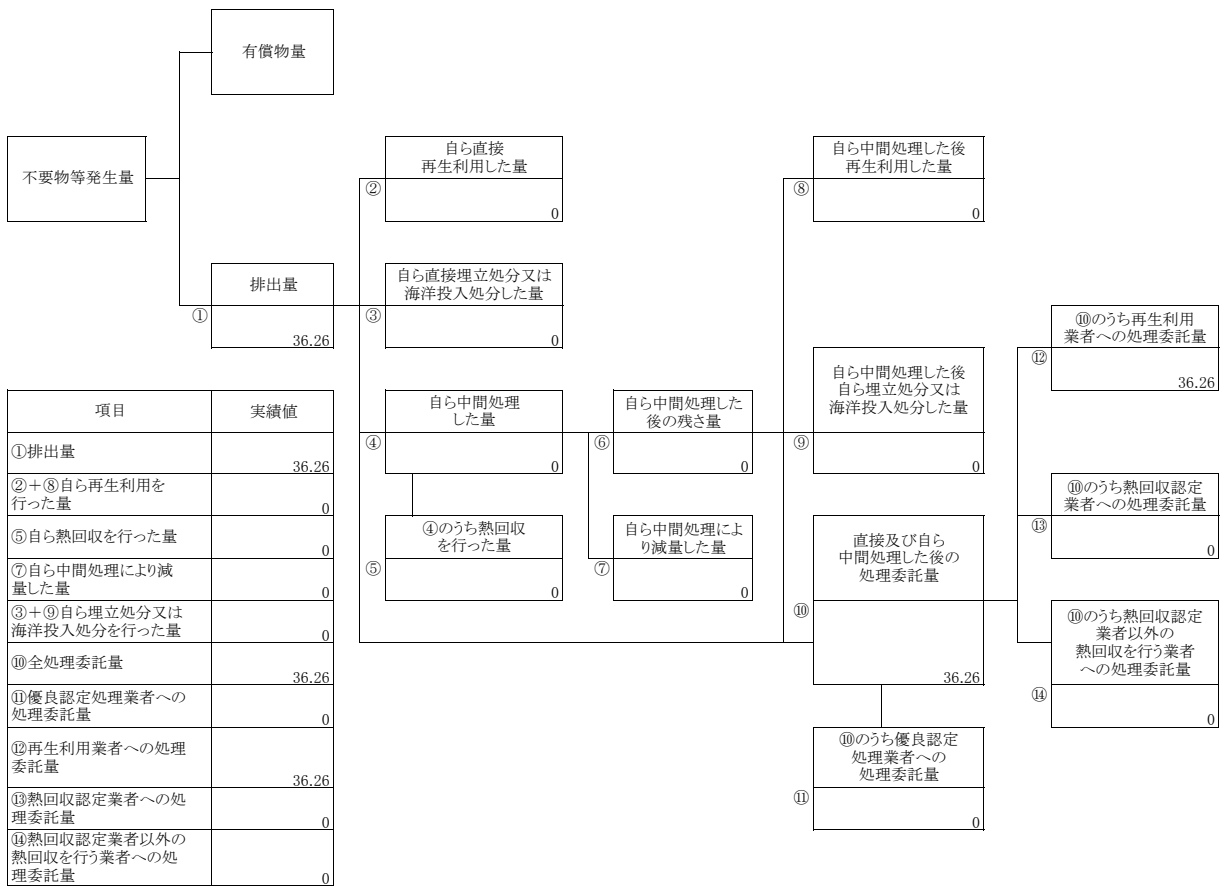 有償物量
不要物等発生量
排出量
①
36.26
自ら直接
再生利用した量
②
0
自ら直接埋立処分又は
海洋投入処分した量
③
0
自ら中間処理
した量
④
0
④のうち熱回収
を行った量
⑤
0
自ら中間処理した
後の残さ量
⑥
0
自ら中間処理によ
り減量した量
⑦
0
自ら中間処理した後
再生利用した量
⑧
0
自ら中間処理した後
自ら埋立処分又は
海洋投入処分した量
⑨
0
直接及び自ら
中間処理した後の
処理委託量
⑩
36.26
⑩のうち優良認定
処理業者への
処理委託量
⑪
0
⑩のうち再生利用
業者への処理委託量
⑫
36.26
⑩のうち熱回収認定
業者への処理委託量
⑬
0
⑩のうち熱回収認定
業者以外の
熱回収を行う業者
への処理委託量
⑭
0
項目 実績値
①排出量
36.26
②+⑧自ら再生利用を
行った量
0
⑤自ら熱回収を行った量
0
⑦自ら中間処理により減
量した量
0
③+⑨自ら埋立処分又は
海洋投入処分を行った量
0
⑩全処理委託量
36.26
⑪優良認定処理業者への
処理委託量
0
⑫再生利用業者への処理
委託量
36.26
⑬熱回収認定業者への処
理委託量
0
⑭熱回収認定業者以外の
熱回収を行う業者への処
理委託量
0